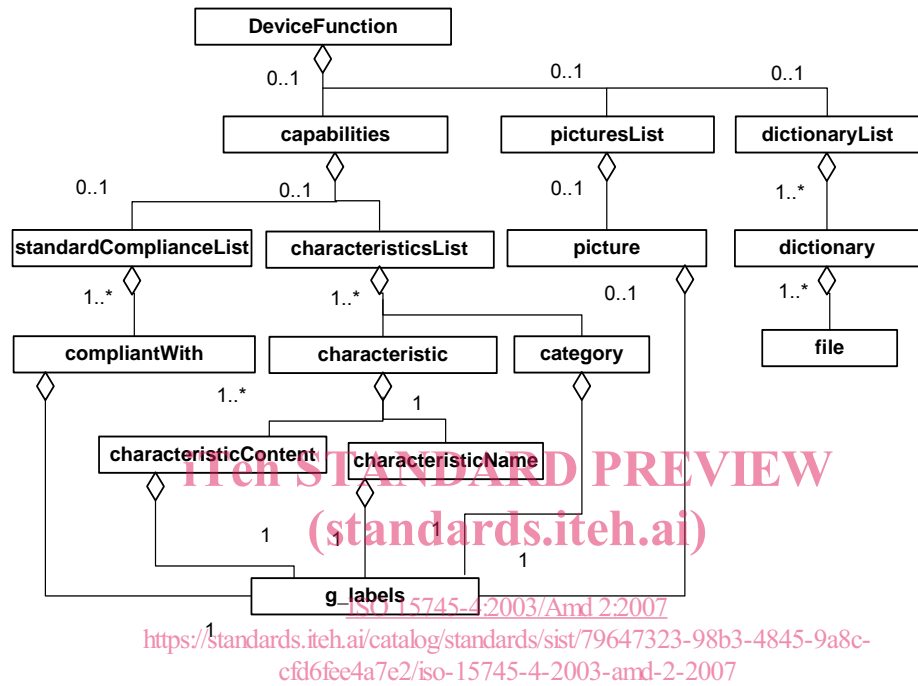 DeviceFunction
0..1 0..1 0..1
capabilities picturesList dictionaryList
0..1 0..1 0..1 1..*
standardComplianceList characteristicsList picture dictionary
1..* 1..* 0..1 1..*
compliantWith characteristic category file
1..* 1
characteristicContent characteristicName
iTeh STANDARD PREVIEW
(standards.iteh.ai)
1 1 1 1
g_labels
ISO 15745-4:2003/Amd 2:2007
1
https://standards.iteh.ai/catalog/standards/sist/79647323-98b3-4845-9a8c-
cfd6fee4a7e2/iso-15745-4-2003-amd-2-2007